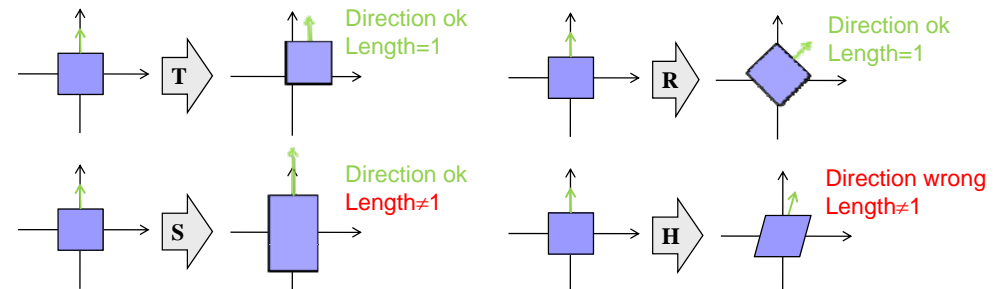 Direction ok
Length=1
T
Direction ok
Length=1
R
Direction ok
Length≠1
S
Direction wrong
Length≠1
H